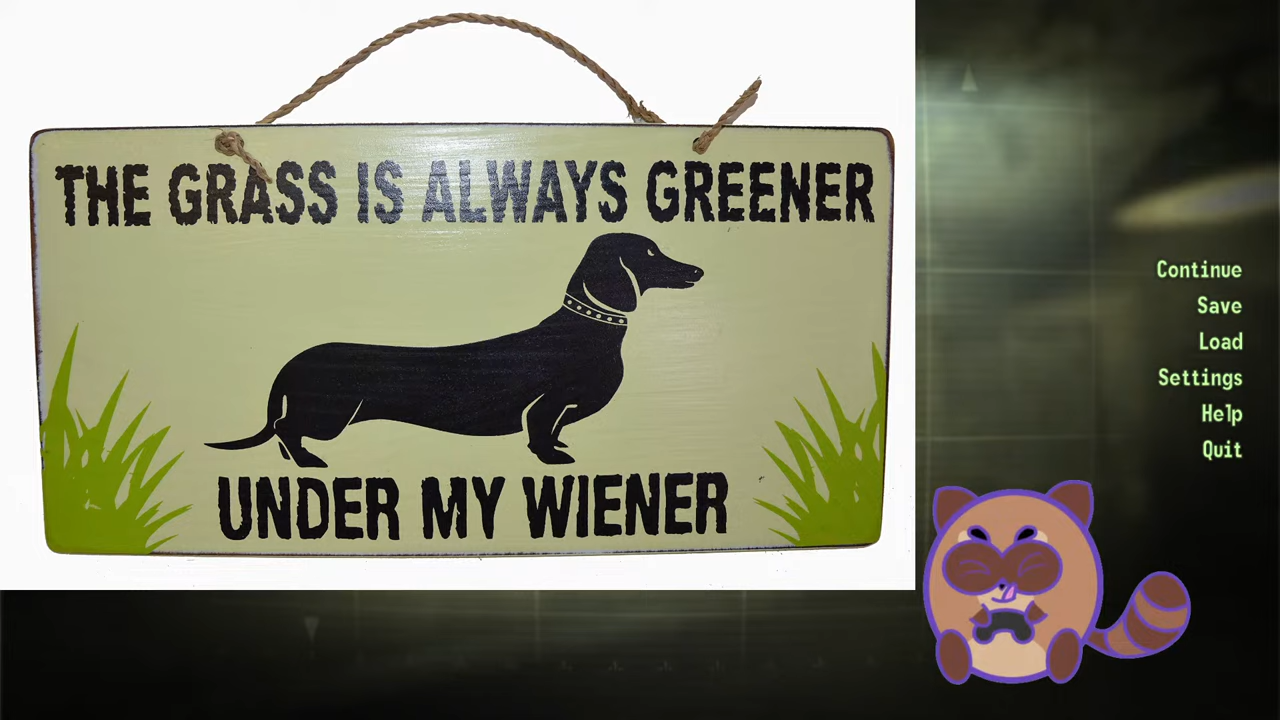 THE GRASS IS ALWAYS GREENER
UNDER MY WIENER
Continue
Save
Load
Settings
Help
Quit